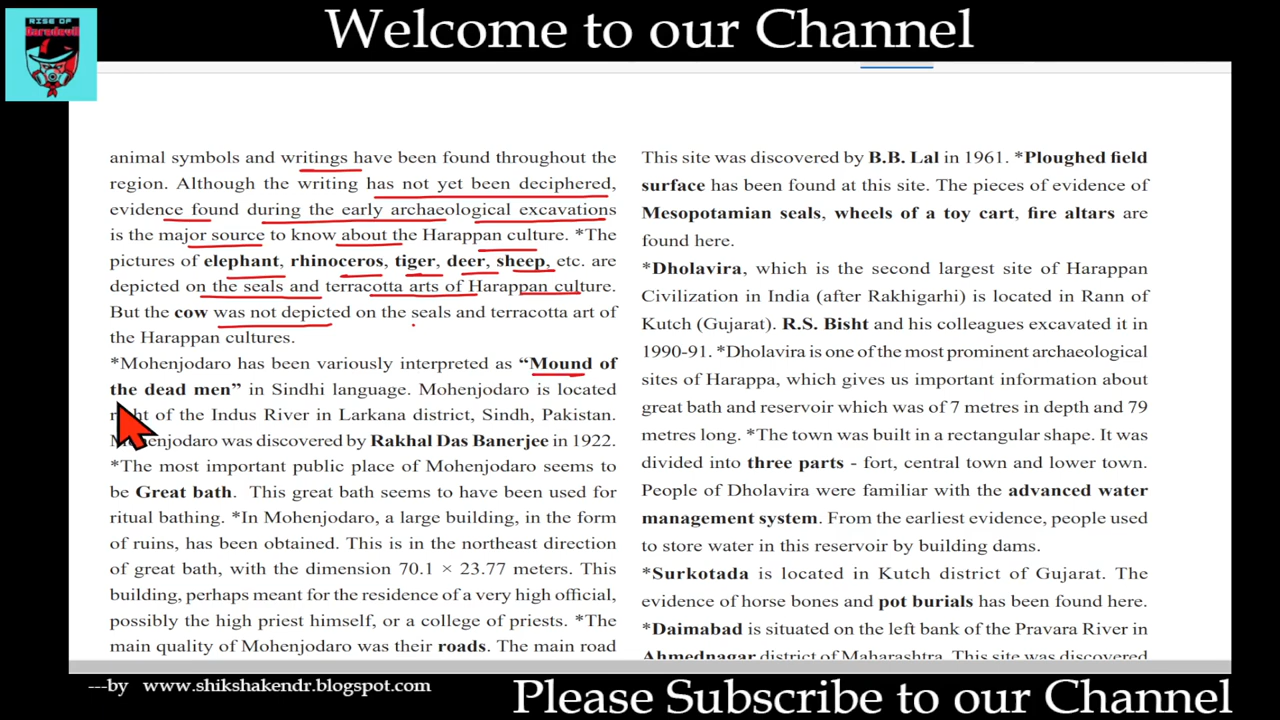 Welcome to our Channel
RISE OF
Daredevil
animal symbols and writings have been found throughout the
region. Although the writing has not yet been deciphered,
evidence found during the early archaeological excavations
is the major source to know about the Harappan culture. *The
pictures of elephant, rhinoceros, tiger, deer, sheep, etc. are
depicted on the seals and terracotta arts of Harappan culture.
But the cow was not depicted on the seals and terracotta art of
the Harappan cultures.
*Mohenjodaro has been variously interpreted as “Mound of
the dead men” in Sindhi language. Mohenjodaro is located
right of the Indus River in Larkana district, Sindh, Pakistan.
Mohenjodaro was discovered by Rakhal Das Banerjee in 1922.
*The most important public place of Mohenjodaro seems to
be Great bath. This great bath seems to have been used for
ritual bathing. *In Mohenjodaro, a large building, in the form
of ruins, has been obtained. This is in the northeast direction
of great bath, with the dimension 70.1 × 23.77 meters. This
building, perhaps meant for the residence of a very high official,
possibly the high priest himself, or a college of priests. *The
main quality of Mohenjodaro was their roads. The main road
This site was discovered by B.B. Lal in 1961. *Ploughed field
surface has been found at this site. The pieces of evidence of
Mesopotamian seals, wheels of a toy cart, fire altars are
found here.
*Dholavira, which is the second largest site of Harappan
Civilization in India (after Rakhigarhi) is located in Rann of
Kutch (Gujarat). R.S. Bisht and his colleagues excavated it in
1990-91. *Dholavira is one of the most prominent archaeological
sites of Harappa, which gives us important information about
great bath and reservoir which was of 7 metres in depth and 79
metres long. *The town was built in a rectangular shape. It was
divided into three parts - fort, central town and lower town.
People of Dholavira were familiar with the advanced water
management system. From the earliest evidence, people used
to store water in this reservoir by building dams.
*Surkotada is located in Kutch district of Gujarat. The
evidence of horse bones and pot burials has been found here.
*Daimabad is situated on the left bank of the Pravara River in
Ahmednagar district of Maharashtra. This site was discovered
---by www.shikshakendr.blogspot.com
Please Subscribe to our Channel